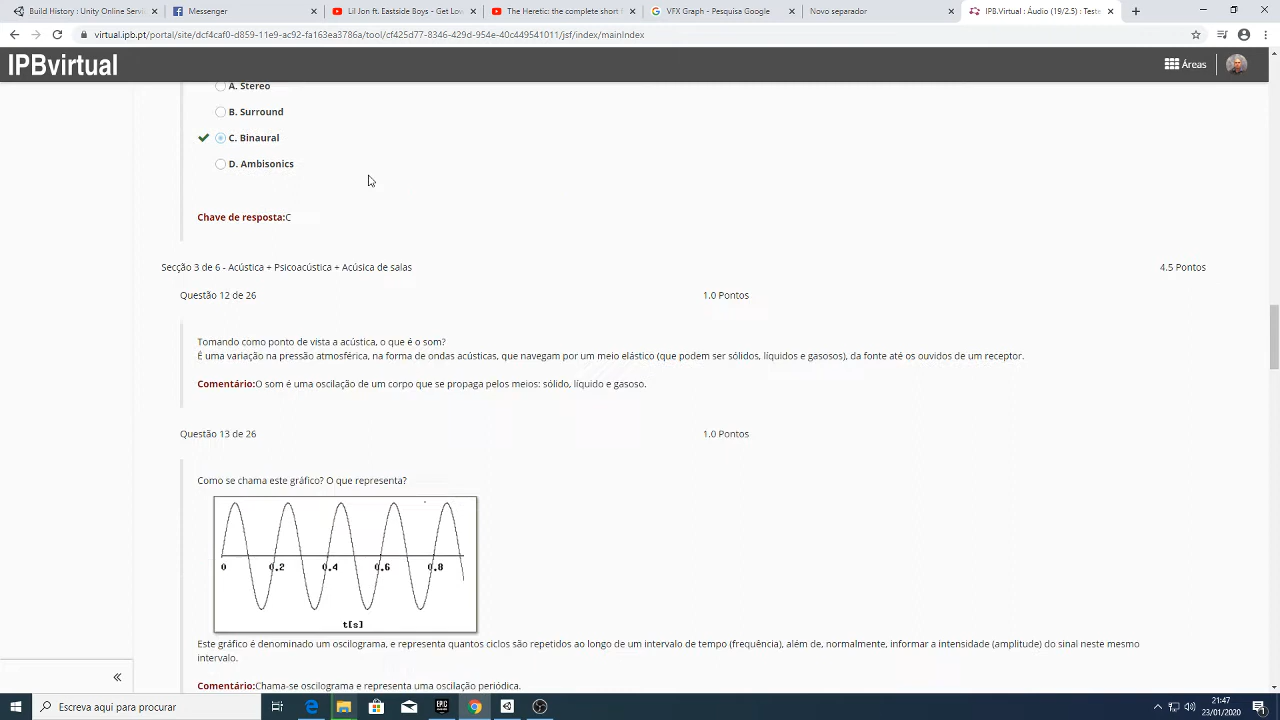 Build History : Unity Online Servi
Messenger
Lil Jon ft. Eastside Boys - Get Lov
The Heretic: the complete short f
VFX Graph - Pesquisa Google
Novo separador
IPB.Virtual : Áudio (19/2.5) : Teste
virtual.ipb.pt/portal/site/dcf4caf0-d859-11e9-ac92-fa163ea3786a/tool/cf425d77-8346-429d-954e-40c449541011/jsf/index/mainIndex
IPBvirtual
Áreas
A. Stereo
B. Surround
C. Binaural
D. Ambisonics
Chave de resposta:C
Secção 3 de 6 - Acústica + Psicoacústica + Acúsica de salas 4.5 Pontos
Questão 12 de 26 1.0 Pontos
Tomando como ponto de vista a acústica, o que é o som?
É uma variação na pressão atmosférica, na forma de ondas acústicas, que navegam por um meio elástico (que podem ser sólidos, líquidos e gasosos), da fonte até os ouvidos de um receptor.
Comentário:O som é uma oscilação de um corpo que se propaga pelos meios: sólido, líquido e gasoso.
Questão 13 de 26 1.0 Pontos
Como se chama este gráfico? O que representa?
0 0.2 0.4 0.6 0.8
t[s]
Este gráfico é denominado um oscilograma, e representa quantos ciclos são repetidos ao longo de um intervalo de tempo (frequência), além de, normalmente, informar a intensidade (amplitude) do sinal neste mesmo
intervalo.
Comentário:Chama-se oscilograma e representa uma oscilação periódica.
«
Escreva aqui para procurar
EPIC
21:47
23/01/2020
1